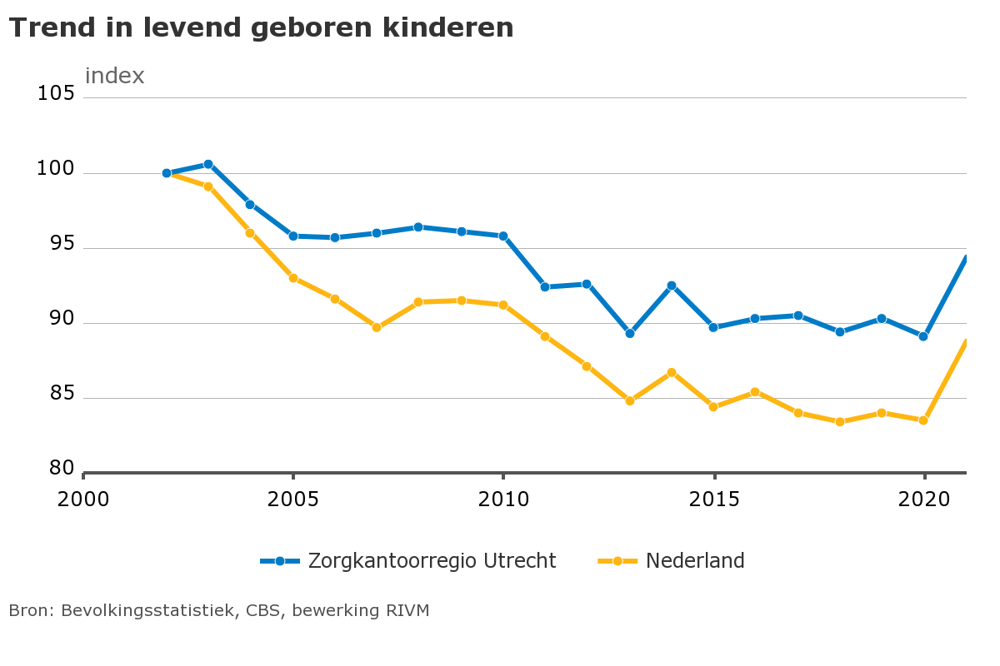 Trend in levend geboren kinderen
index
105
100
95
90
85
80
2000 2005 2010 2015 2020
Zorgkantoorregio Utrecht Nederland
Bron: Bevolkingsstatistiek, CBS, bewerking RIVM